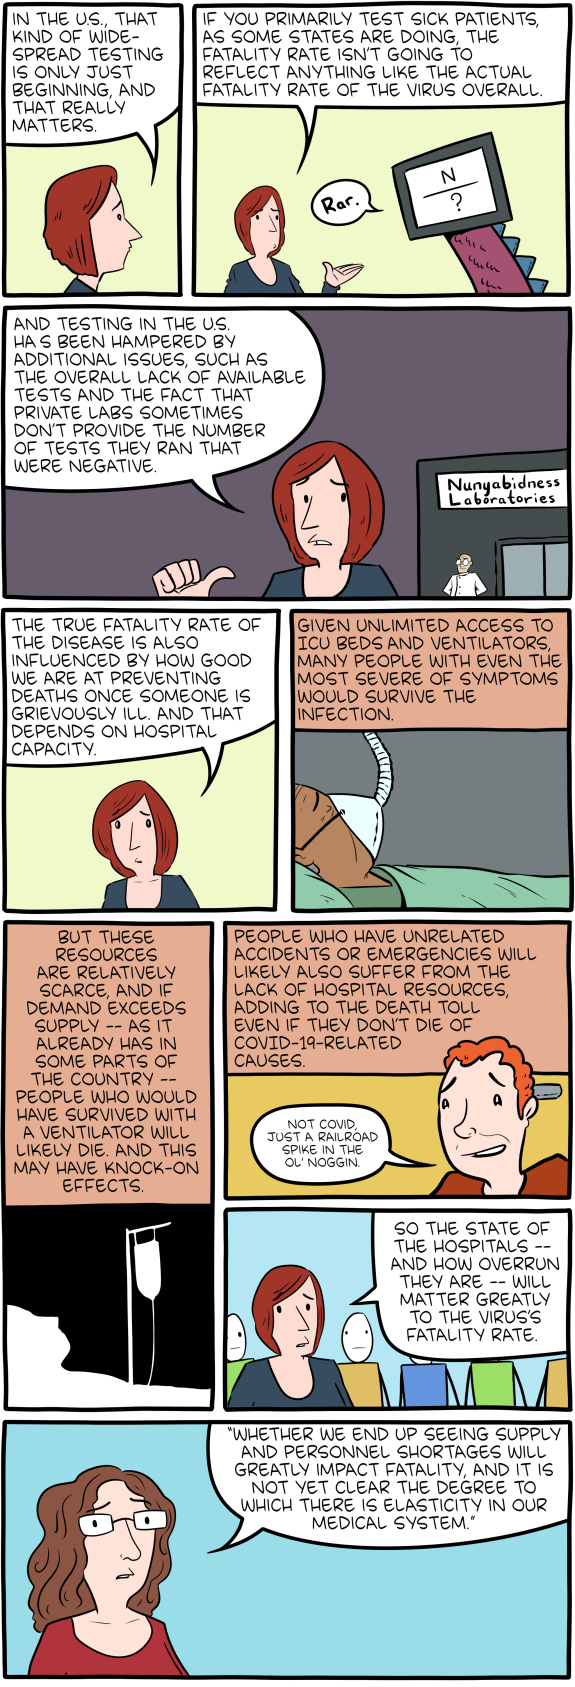 IN THE U.S., THAT
KIND OF WIDE-
SPREAD TESTING
IS ONLY JUST
BEGINNING, AND
THAT REALLY
MATTERS.
IF YOU PRIMARILY TEST SICK PATIENTS,
AS SOME STATES ARE DOING, THE
FATALITY RATE ISN'T GOING TO
REFLECT ANYTHING LIKE THE ACTUAL
FATALITY RATE OF THE VIRUS OVERALL.
Rar.
N
?
AND TESTING IN THE U.S.
HAS BEEN HAMPERED BY
ADDITIONAL ISSUES, SUCH AS
THE OVERALL LACK OF AVAILABLE
TESTS AND THE FACT THAT
PRIVATE LABS SOMETIMES
DON'T PROVIDE THE NUMBER
OF TESTS THEY RAN THAT
WERE NEGATIVE.
Nunyabidness
Laboratories
THE TRUE FATALITY RATE OF
THE DISEASE IS ALSO
INFLUENCED BY HOW GOOD
WE ARE AT PREVENTING
DEATHS ONCE SOMEONE IS
GRIEVOUSLY ILL. AND THAT
DEPENDS ON HOSPITAL
CAPACITY.
GIVEN UNLIMITED ACCESS TO
ICU BEDS AND VENTILATORS,
MANY PEOPLE WITH EVEN THE
MOST SEVERE OF SYMPTOMS
WOULD SURVIVE THE
INFECTION.
BUT THESE
RESOURCES
ARE RELATIVELY
SCARCE, AND IF
DEMAND EXCEEDS
SUPPLY -- AS IT
ALREADY HAS IN
SOME PARTS OF
THE COUNTRY --
PEOPLE WHO WOULD
HAVE SURVIVED WITH
A VENTILATOR WILL
LIKELY DIE. AND THIS
MAY HAVE KNOCK-ON
EFFECTS.
PEOPLE WHO HAVE UNRELATED
ACCIDENTS OR EMERGENCIES WILL
LIKELY ALSO SUFFER FROM THE
LACK OF HOSPITAL RESOURCES,
ADDING TO THE DEATH TOLL
EVEN IF THEY DON'T DIE OF
COVID-19-RELATED
CAUSES.
NOT COVID,
JUST A RAILROAD
SPIKE IN THE
OL' NOGGIN.
SO THE STATE OF
THE HOSPITALS --
AND HOW OVERRUN
THEY ARE -- WILL
MATTER GREATLY
TO THE VIRUS'S
FATALITY RATE.
"WHETHER WE END UP SEEING SUPPLY
AND PERSONNEL SHORTAGES WILL
GREATLY IMPACT FATALITY, AND IT IS
NOT YET CLEAR THE DEGREE TO
WHICH THERE IS ELASTICITY IN OUR
MEDICAL SYSTEM."